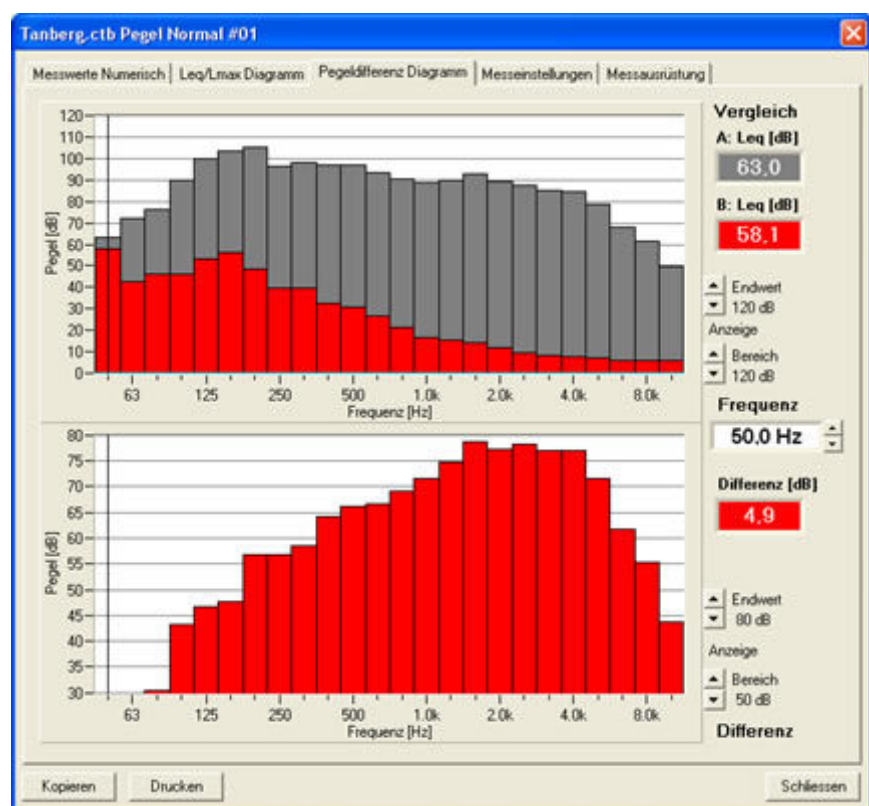 Tanberg.ctb Pegel Normal #01
Messwerte Numerisch
Leq/Lmax Diagramm
Pegeldifferenz Diagramm
Messeinstellungen
Messausrüstung
120
110
100
90
80
70
60
50
40
30
20
10
0
Pegel [dB]
63
125
250
500
1.0k
2.0k
4.0k
8.0k
Frequenz [Hz]
Vergleich
A: Leq [dB]
63,0
B: Leq [dB]
58,1
Endwert
120 dB
Anzeige
Bereich
120 dB
Frequenz
50,0 Hz
80
75
70
65
60
55
50
45
40
35
30
Pegel [dB]
63
125
250
500
1.0k
2.0k
4.0k
8.0k
Frequenz [Hz]
Differenz [dB]
4,9
Endwert
80 dB
Anzeige
Bereich
50 dB
Differenz
Kopieren
Drucken
Schliessen